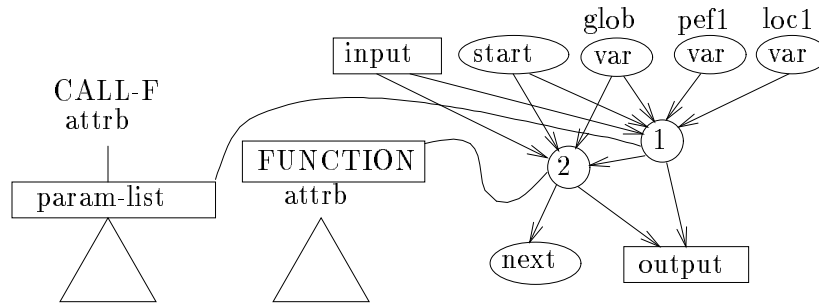 glob pef1 loc1
input start var var var
CALL-F
attrb
1
FUNCTION
2
param-list
attrb
next
output